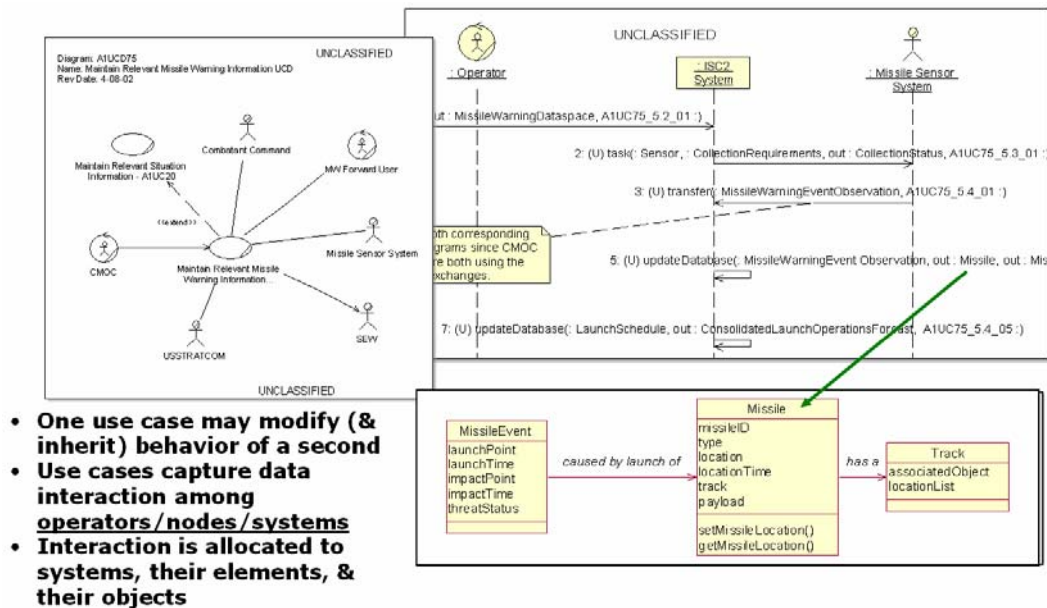 UNCLASSIFIED
Diagram: A1UCD75
Name: Maintain Relevant Missile Warning Information UCD
Rev Date: 4-08-02
Combatant Command
Maintain Relevant Situation
Information - A1UC20
MW Forward User
<<extend>>
CMOC
Maintain Relevant Missile
Warning Information...
Missile Sensor System
USSTRATCOM
SEW
UNCLASSIFIED
UNCLASSIFIED
: Operator
: ISC2
System
: Missile Sensor
System
out : MissileWarningDataspace, A1UC75_5.2_01 :)
2: (U) task(: Sensor, : CollectionRequirements, out : CollectionStatus, A1UC75_5.3_01 :)
3: (U) transfer(: MissileWarningEventObservation, A1UC75_5.4_01 :)
corresponding
since CMOC
both using the
5: (U) updateDatabase(: MissileWarningEvent Observation, out : Missile, out : Mis
7: (U) updateDatabase(: LaunchSchedule, out : ConsolidatedLaunchOperationsForcast, A1UC75_5.4_05 :)
• One use case may modify (&
inherit) behavior of a second
• Use cases capture data
interaction among
operators/nodes/systems
• Interaction is allocated to
systems, their elements, &
their objects
MissileEvent
launchPoint
launchTime
impactPoint
impactTime
threatStatus
caused by launch of
Missile
missileID
type
location
locationTime
track
payload
setMissileLocation()
getMissileLocation()
has a
Track
associatedObject
locationList